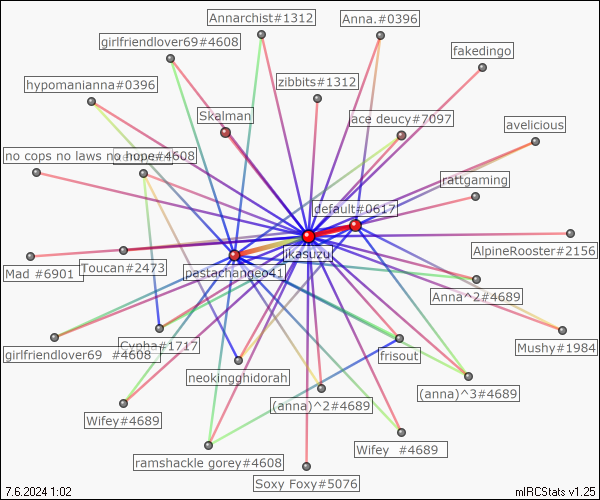 Annarchist#1312
Anna.#0396
girlfriendlover69#4608
fakedingo
hypomanianna#0396
zibbits#1312
Skalman
ace deucy#7097
avelicious
no cops no laws no hope#4608
rattgaming
default#0617
ikasuzu
AlpineRooster#2156
Mad #6901
Toucan#2473
pastachangeo41
Anna^2#4689
girlfriendlover69 #4608
Cypha#1717
frisout
Mushy#1984
neokingghidorah
(anna)^3#4689
Wifey#4689
(anna)^2#4689
Wifey #4689
ramshackle gorey#4608
Soxy Foxy#5076
7.6.2024 1:02
mIRCStats v1.25